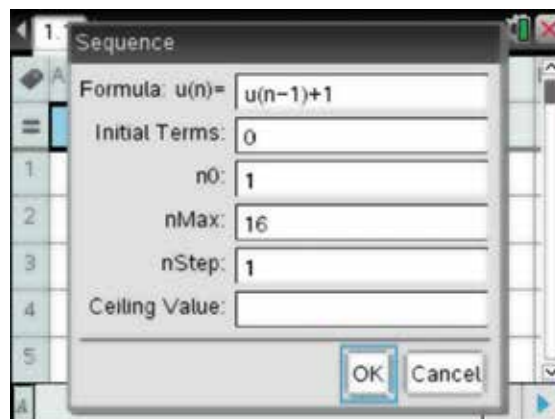 1.
Sequence
A
Formula: u(n)= u(n−1)+1
= Initial Terms: 0
1 n0: 1
2 nMax: 16
3 nStep: 1
4 Ceiling Value:
5 OK Cancel
A